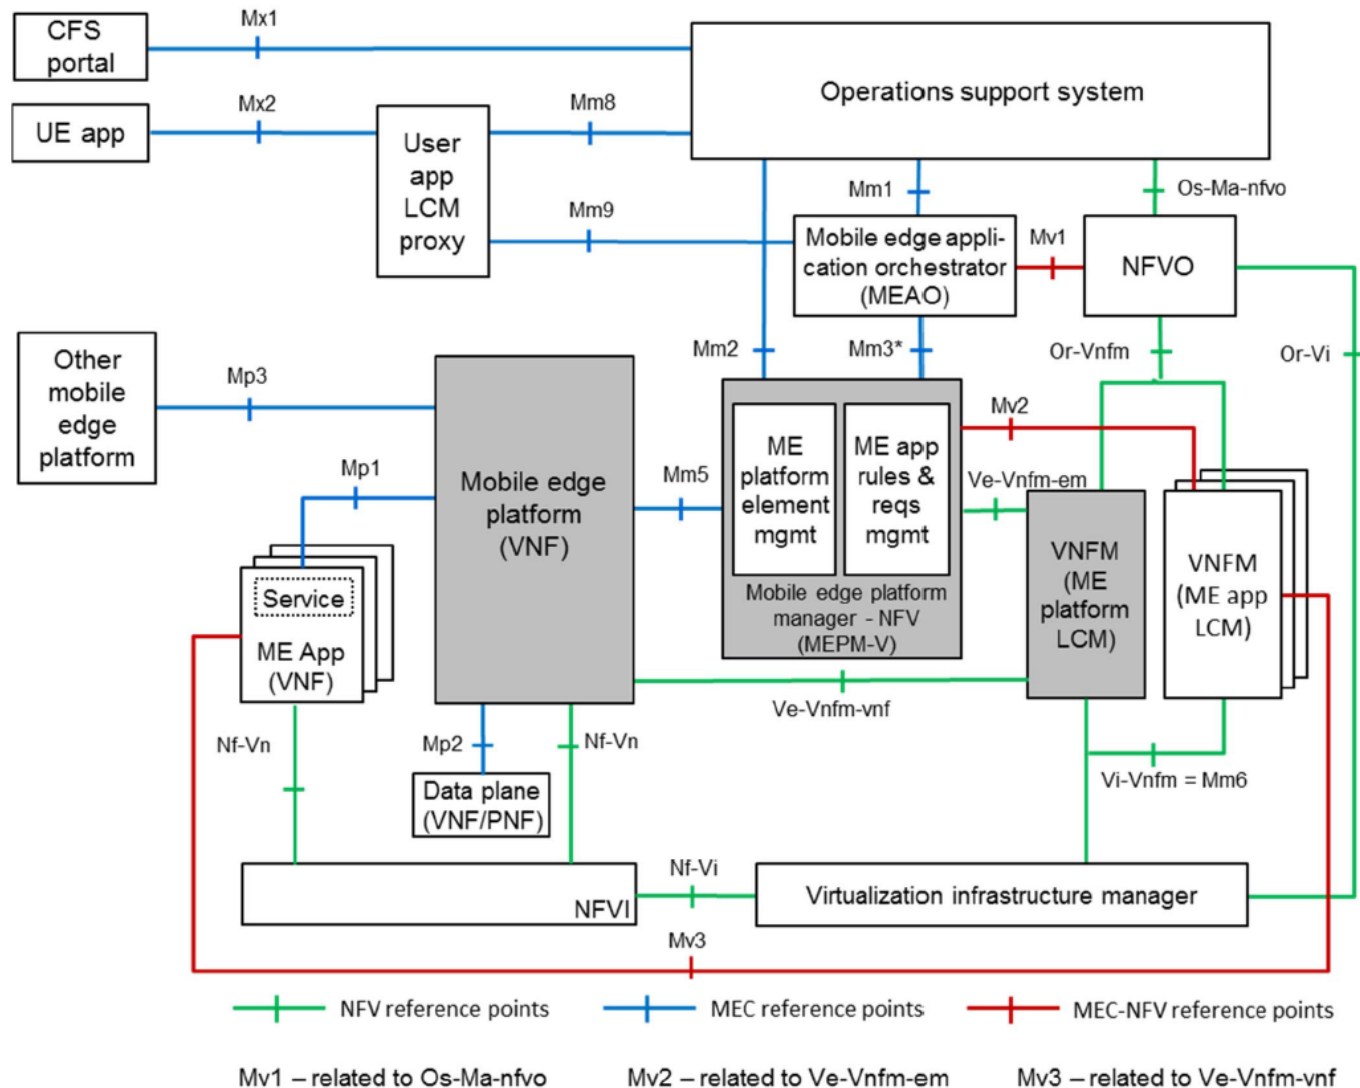 CFS
portal
Mx1
Operations support system
UE app
Mx2
User
app
LCM
proxy
Mm8
Mm9
Mm1
Os-Ma-nfvo
Mobile edge appli-
cation orchestrator
(MEAO)
Mv1
NFVO
Other
mobile
edge
platform
Mp3
Mp1
Mobile edge
platform
(VNF)
Mm5
Mm2
Mm3*
Or-Vnfm
Or-Vi
ME
platform
element
mgmt
ME app
rules &
reqs
mgmt
Mobile edge platform
manager - NFV
(MEPM-V)
Mv2
Ve-Vnfm-em
VNFM
(ME
platform
LCM)
VNFM
(ME app
LCM)
Service
ME App
(VNF)
Ve-Vnfm-vnf
Nf-Vn
Mp2
Nf-Vn
Data plane
(VNF/PNF)
Vi-Vnfm = Mm6
NFVI
Nf-Vi
Virtualization infrastructure manager
Mv3
NFV reference points
MEC reference points
MEC-NFV reference points
Mv1 – related to Os-Ma-nfvo
Mv2 – related to Ve-Vnfm-em
Mv3 – related to Ve-Vnfm-vnf